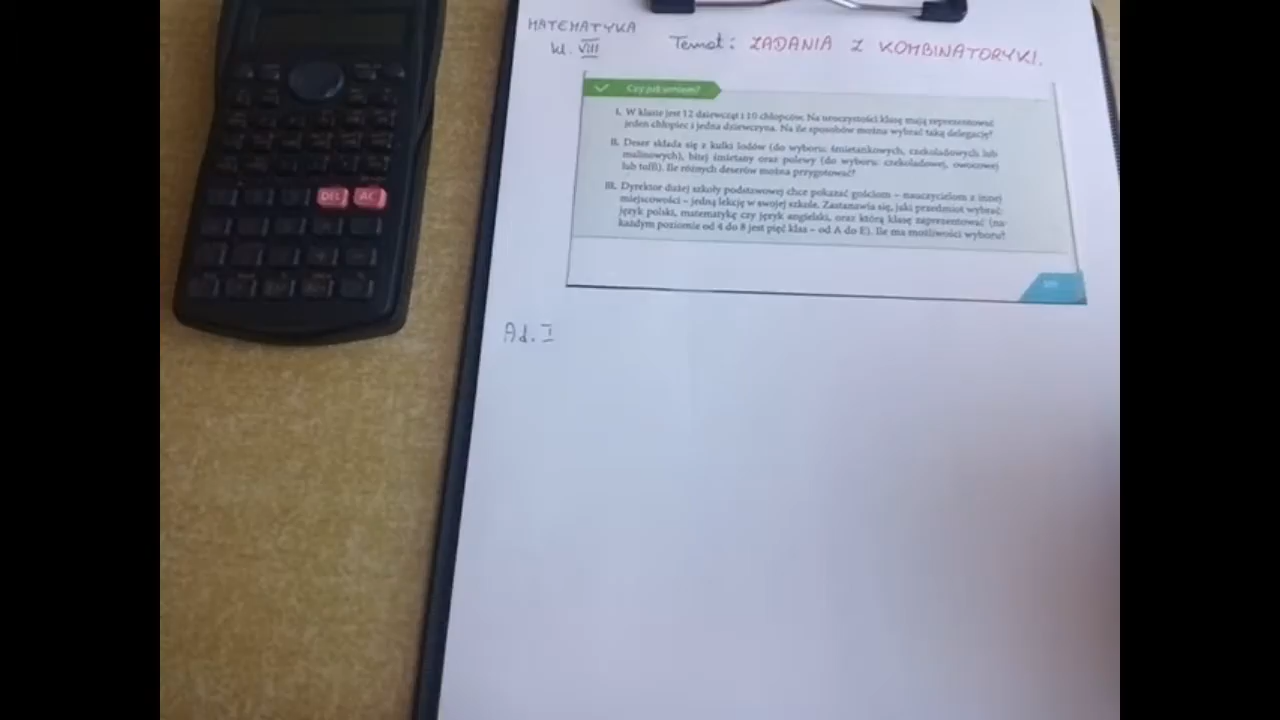 MATEMATYKA
kl. VIII
Temat: ZADANIA Z KOMBINATORYKI.
Czy już umiem?
I. W klasie jest 12 dziewcząt i 10 chłopców. Na uroczystości klasę mają reprezentować
jeden chłopiec i jedna dziewczyna. Na ile sposobów można wybrać taką delegację?
II. Deser składa się z kulki lodów (do wyboru: śmietankowych, czekoladowych lub
malinowych), bitej śmietany oraz polewy (do wyboru: czekoladowej, owocowej
lub toffi). Ile różnych deserów można przygotować?
III. Dyrektor dużej szkoły podstawowej chce pokazać gościom – nauczycielom z innej
miejscowości – jedną lekcję w swojej szkole. Zastanawia się, jaki przedmiot wybrać:
język polski, matematykę czy język angielski, oraz którą klasę zaprezentować (na
każdym poziomie od 4 do 8 jest pięć klas – od A do E). Ile ma możliwości wyboru?
Ad. I
DEL AC